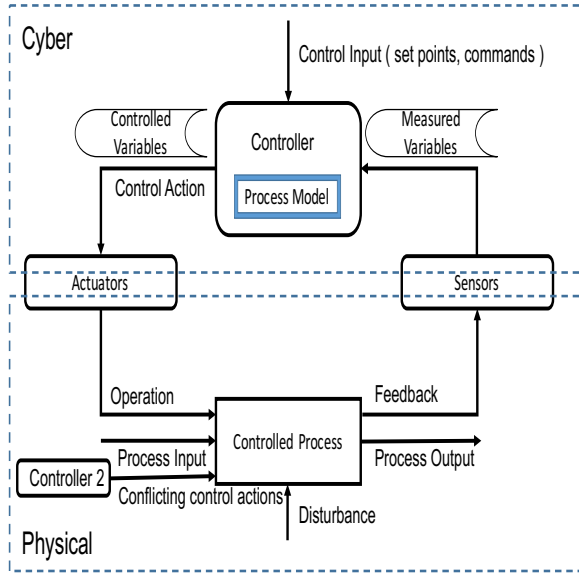 Cyber
Control Input ( set points, commands )
Controlled
Variables
Controller
Measured
Variables
Process Model
Control Action
Actuators
Sensors
Operation
Feedback
Controlled Process
Process Input
Process Output
Controller 2
Conflicting control actions
Disturbance
Physical